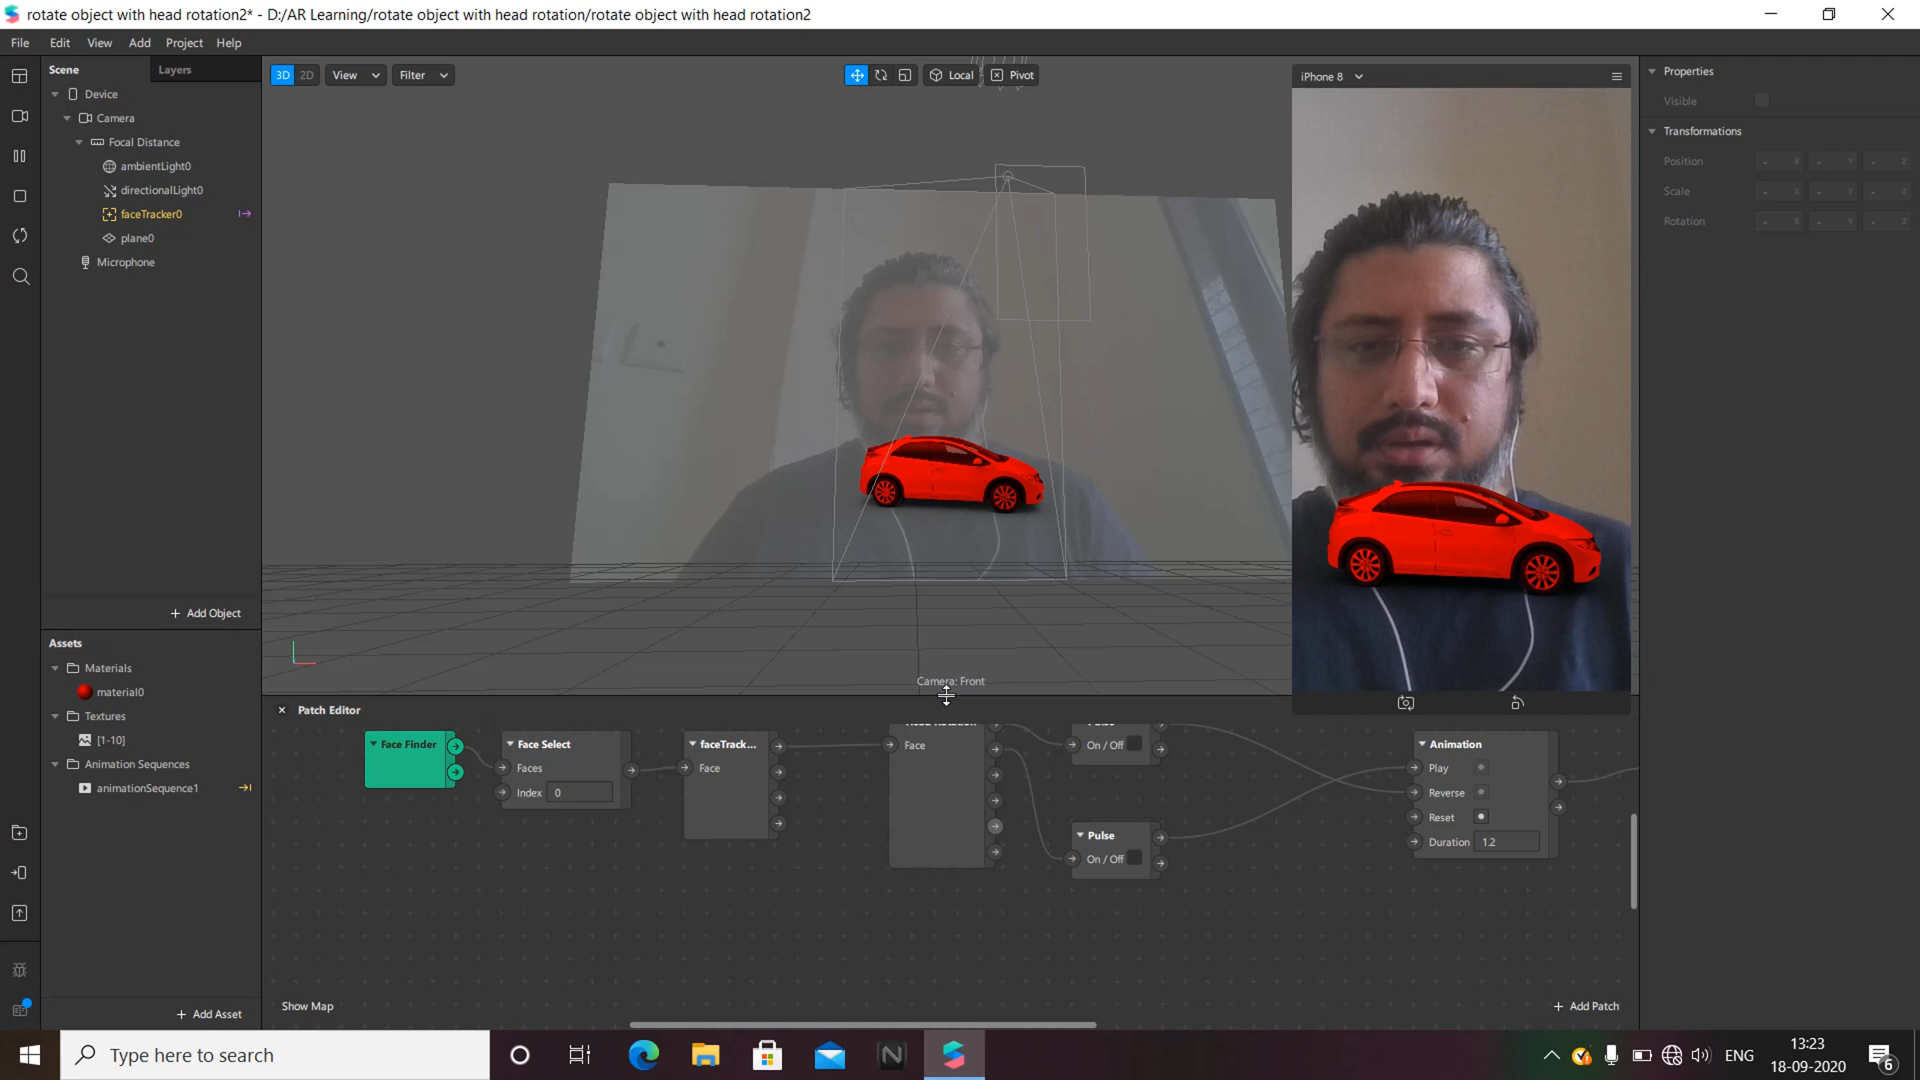 rotate object with head rotation2* - D:/AR Learning/rotate object with head rotation/rotate object with head rotation2
File Edit View Add Project Help
Scene Layers
Device
Camera
Focal Distance
ambientLight0
directionalLight0
faceTracker0
plane0
Microphone
+ Add Object
Assets
Materials
material0
Textures
[1-10]
Animation Sequences
animationSequence1
+ Add Asset
3D 2D View Filter Local Pivot
Camera: Front
iPhone 8
Properties
Visible
Transformations
Position - X - Y - Z
Scale - X - Y - Z
Rotation - X - Y - Z
Patch Editor
Face Finder
Face Select
Faces
Index 0
faceTrack...
Face
Head Rotation
Face
Pulse
On / Off
Pulse
On / Off
Animation
Play
Reverse
Reset
Duration 1.2
Show Map
+ Add Patch
Type here to search
ENG
13:23
18-09-2020
6